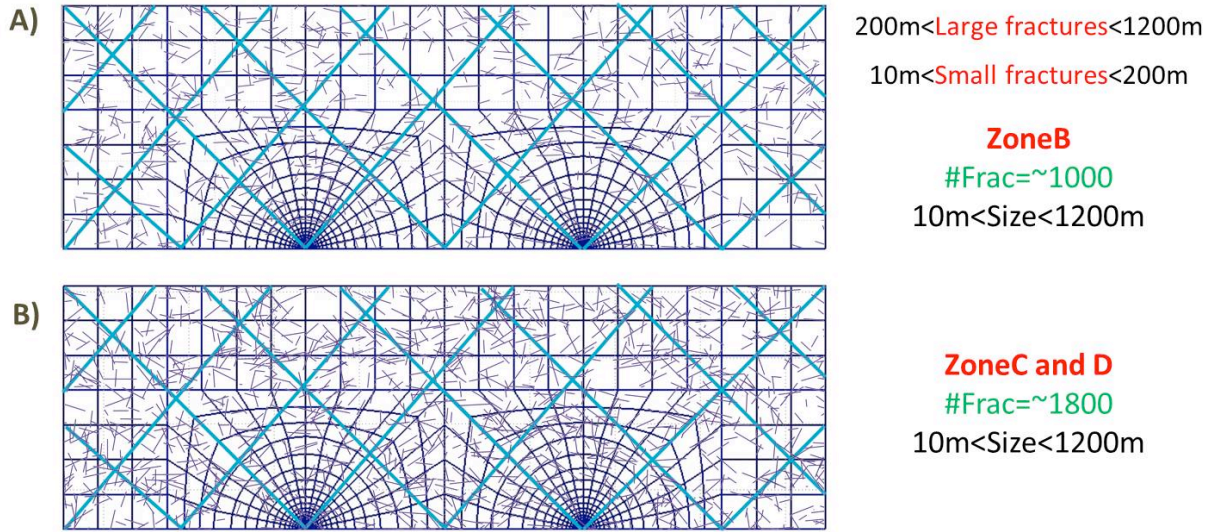 A)
200m<Large fractures<1200m
10m<Small fractures<200m
ZoneB
#Frac=~1000
10m<Size<1200m
B)
ZoneC and D
#Frac=~1800
10m<Size<1200m